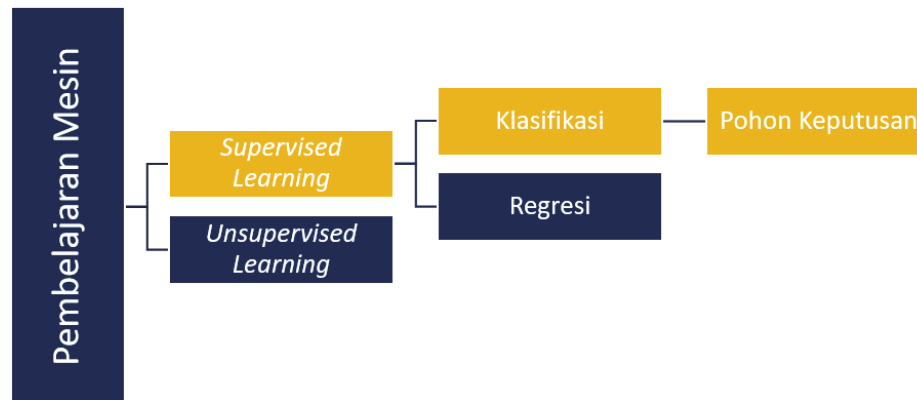 Pembelajaran Mesin
Supervised
Learning
Unsupervised
Learning
Klasifikasi
Regresi
Pohon Keputusan